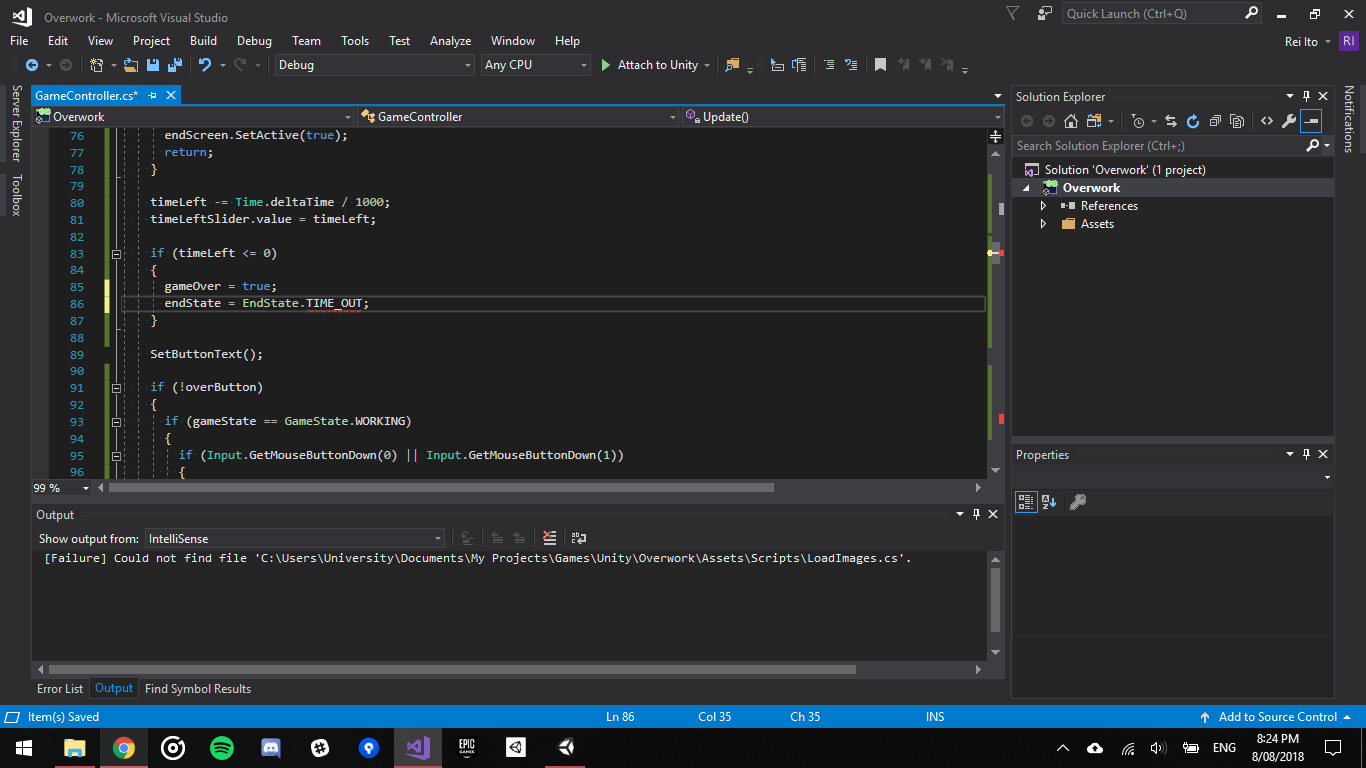 Overwork - Microsoft Visual Studio
Quick Launch (Ctrl+Q)
File Edit View Project Build Debug Team Tools Test Analyze Window Help
Rei Ito RI
Debug Any CPU Attach to Unity
Server Explorer
Toolbox
GameController.cs*
Overwork GameController Update()
76 endScreen.SetActive(true);
77 return;
78 }
79
80 timeLeft -= Time.deltaTime / 1000;
81 timeLeftSlider.value = timeLeft;
82
83 if (timeLeft <= 0)
84 {
85 gameOver = true;
86 endState = EndState.TIME_OUT;
87 }
88
89 SetButtonText();
90
91 if (!overButton)
92 {
93 if (gameState == GameState.WORKING)
94 {
95 if (Input.GetMouseButtonDown(0) || Input.GetMouseButtonDown(1))
96 {
99 %
Output
Show output from: IntelliSense
[Failure] Could not find file 'C:\Users\University\Documents\My Projects\Games\Unity\Overwork\Assets\Scripts\LoadImages.cs'.
Error List Output Find Symbol Results
Solution Explorer
Search Solution Explorer (Ctrl+;)
Solution 'Overwork' (1 project)
Overwork
References
Assets
Properties
Notifications
Item(s) Saved Ln 86 Col 35 Ch 35 INS Add to Source Control
EPIC GAMES
ENG
8:24 PM
8/08/2018